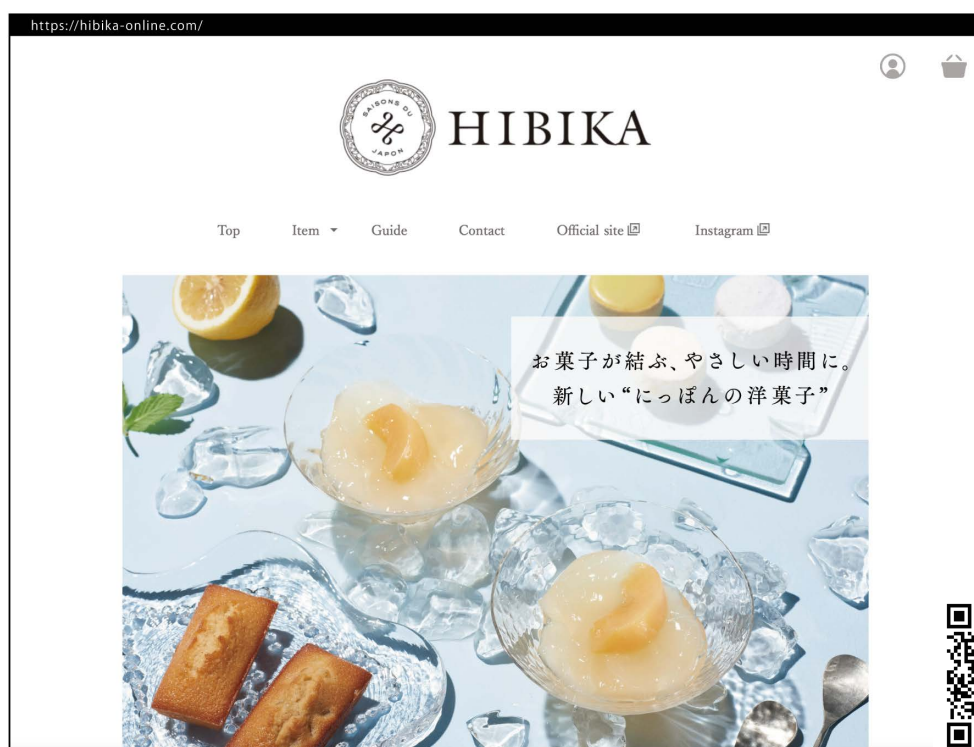 https://hibika-online.com/
SAISONS DU
JAPON
HIBIKA
Top Item Guide Contact Official site Instagram
お菓子が結ぶ、やさしい時間に。
新しい“にっぽんの洋菓子”